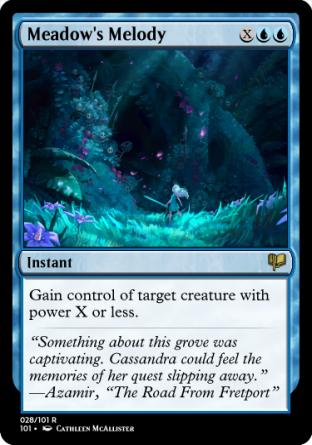 Meadow's Melody X
Instant
Gain control of target creature with
power X or less.
“Something about this grove was
captivating. Cassandra could feel the
memories of her quest slipping away.”
—Azamir, “The Road From Fretport”
028/101 R
101 • Cathleen McAllister